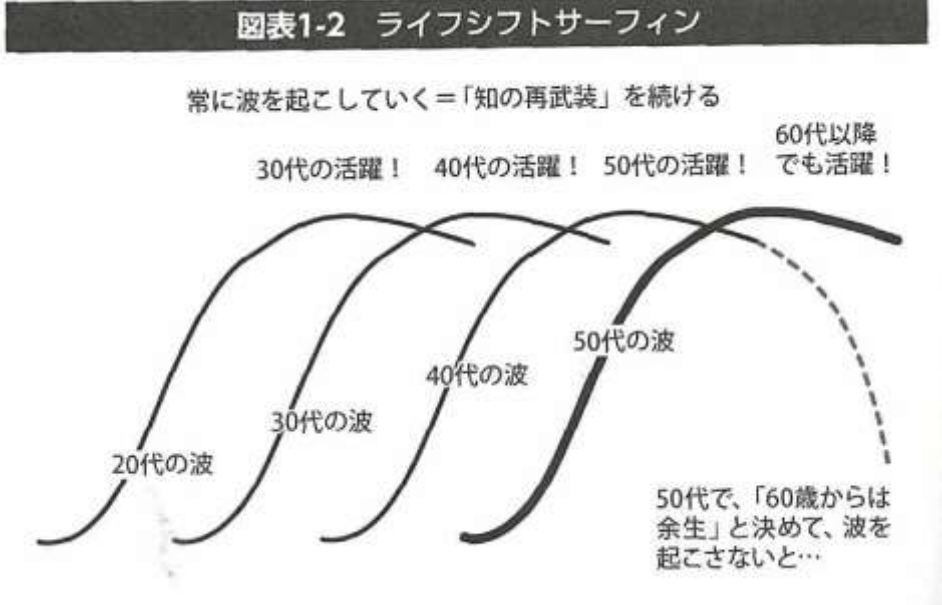 図表1-2 ライフシフトサーフィン
常に波を起こしていく＝「知の再武装」を続ける
30代の活躍！
40代の活躍！
50代の活躍！
60代以降
でも活躍！
50代の波
40代の波
30代の波
20代の波
50代で、「60歳からは
余生」と決めて、波を
起こさないと…